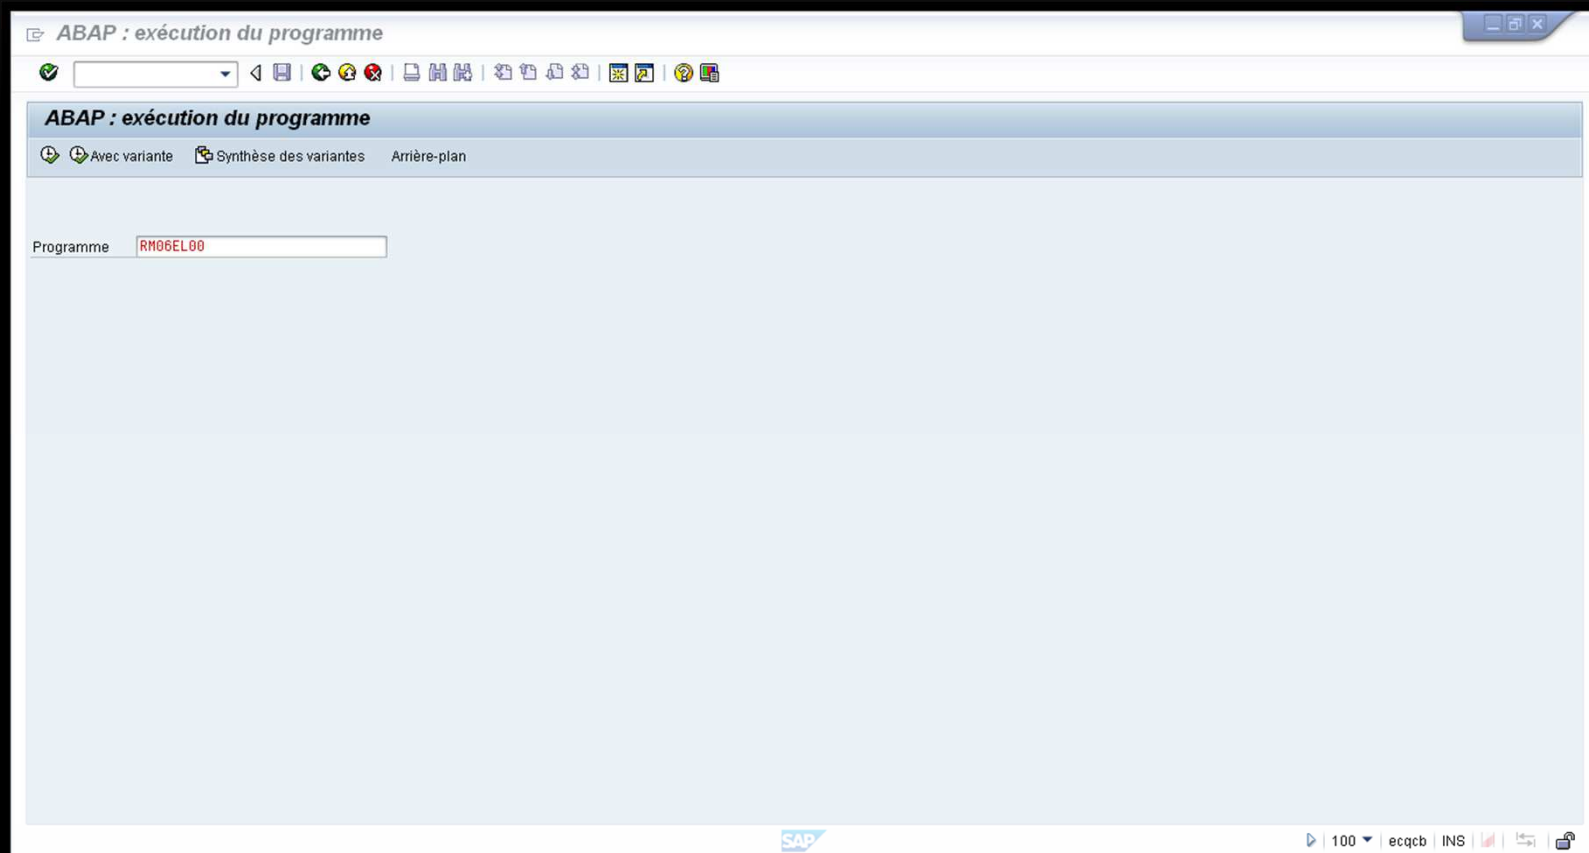 ABAP : exécution du programme
ABAP : exécution du programme
Avec variante Synthèse des variantes Arrière-plan
Programme RM06EL00
SAP 100 ecqcb INS